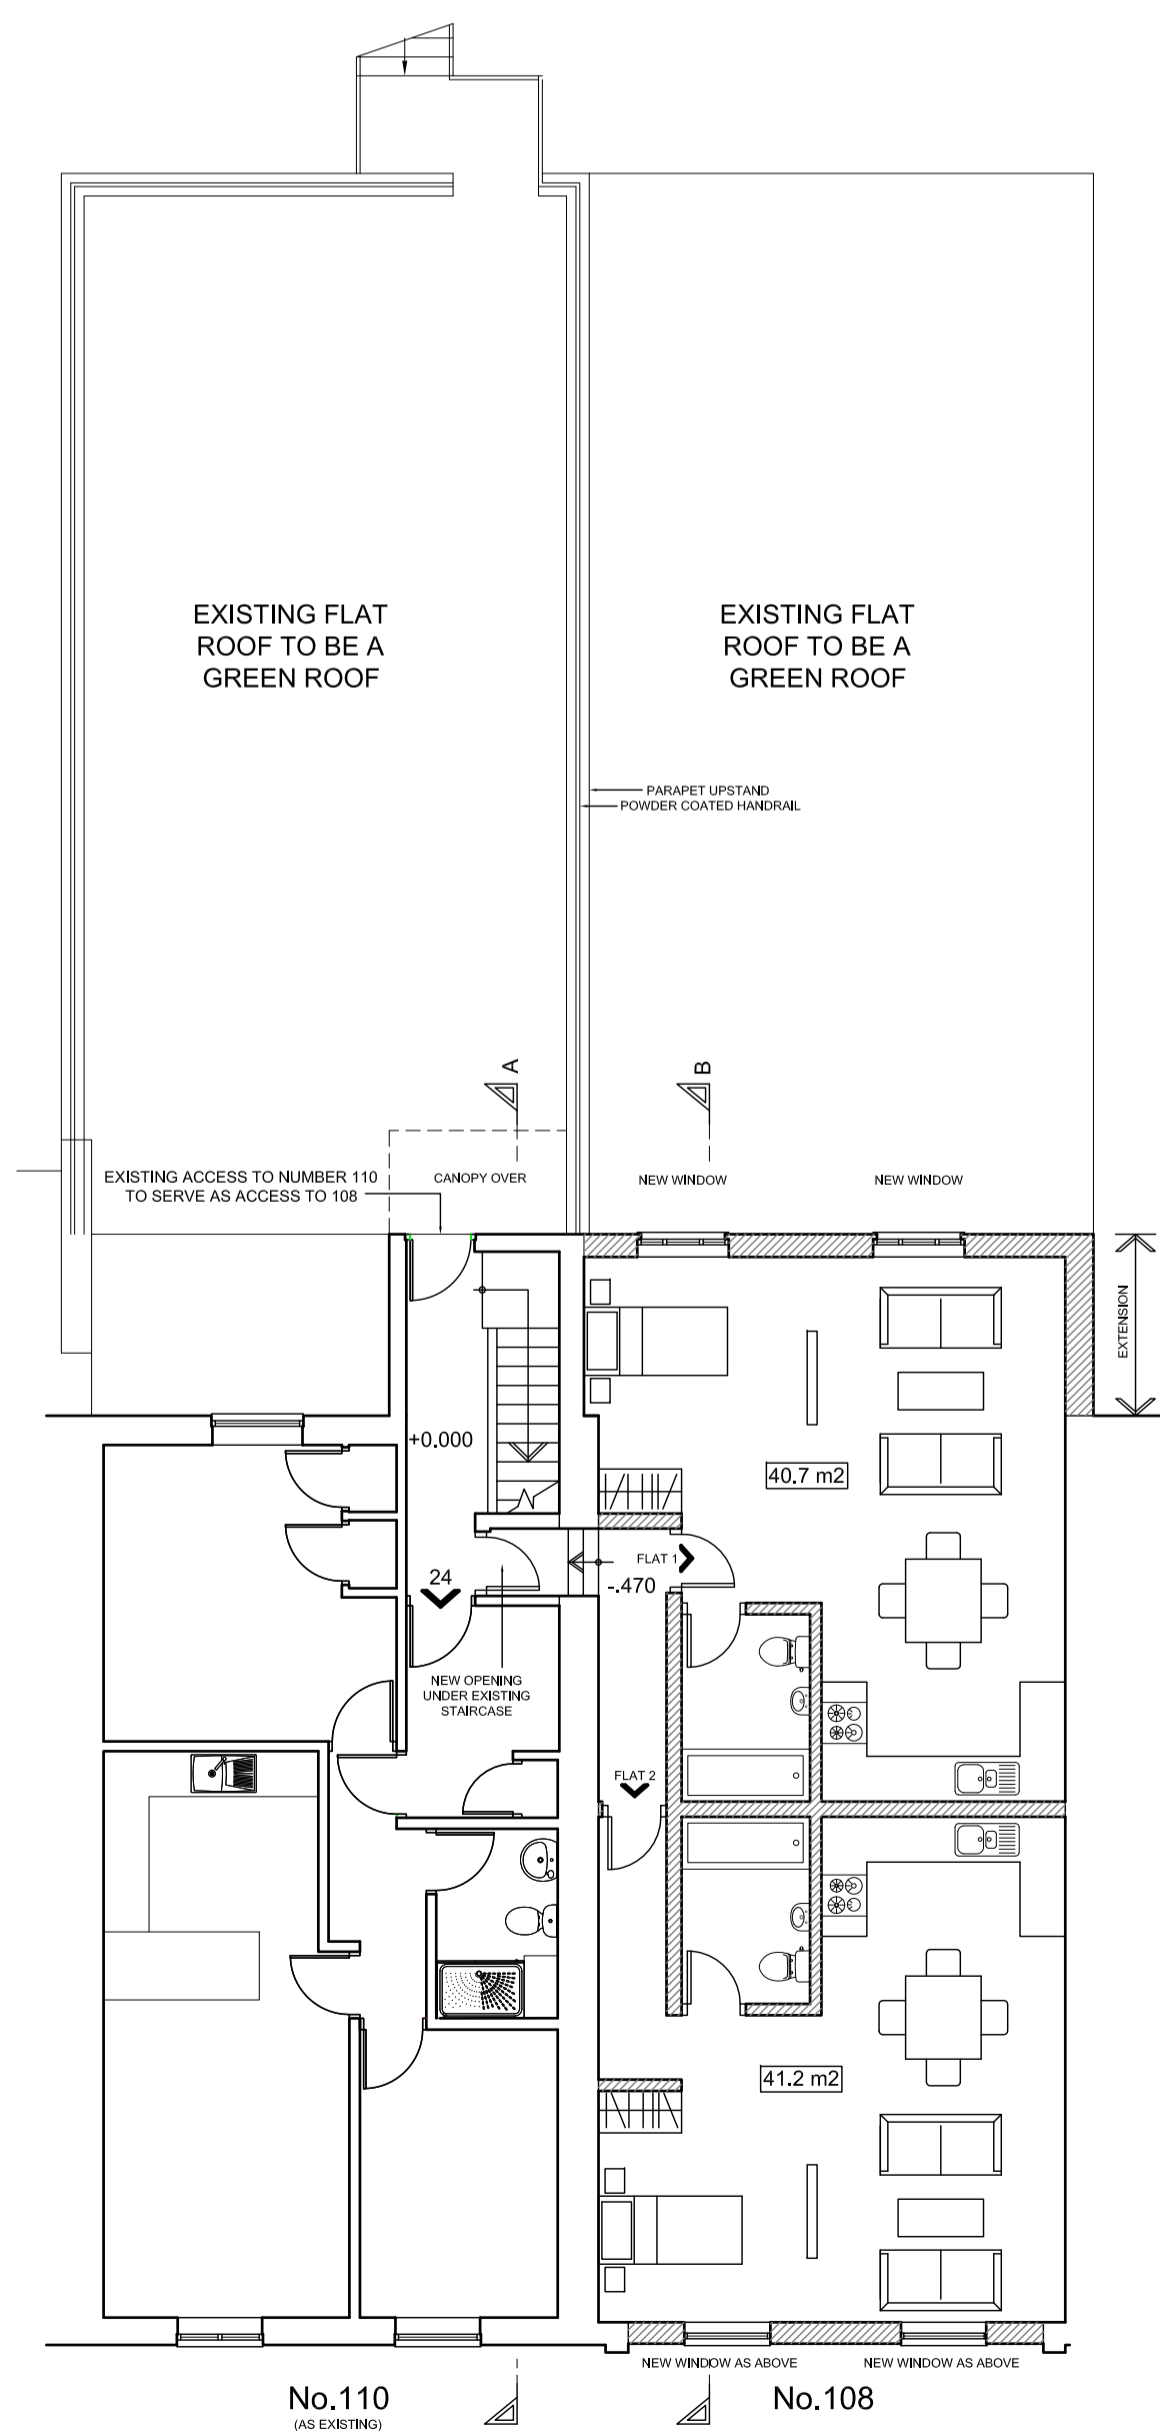 EXISTING FLAT
ROOF TO BE A
GREEN ROOF
EXISTING FLAT
ROOF TO BE A
GREEN ROOF
PARAPET UPSTAND
POWDER COATED HANDRAIL
A
B
EXISTING ACCESS TO NUMBER 110
TO SERVE AS ACCESS TO 108
CANOPY OVER
NEW WINDOW
NEW WINDOW
EXTENSION
+0.000
40.7 m2
24
FLAT 1
-.470
NEW OPENING
UNDER EXISTING
STAIRCASE
FLAT 2
41.2 m2
NEW WINDOW AS ABOVE
NEW WINDOW AS ABOVE
No.110
(AS EXISTING)
No.108